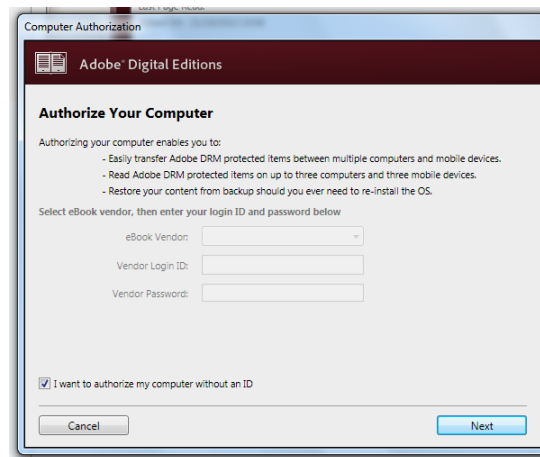 Last Page Read:
Computer Authorization
Adobe® Digital Editions
Authorize Your Computer
Authorizing your computer enables you to:
- Easily transfer Adobe DRM protected items between multiple computers and mobile devices.
- Read Adobe DRM protected items on up to three computers and three mobile devices.
- Restore your content from backup should you ever need to re-install the OS.
Select eBook vendor, then enter your login ID and password below
eBook Vendor:
Vendor Login ID:
Vendor Password:
I want to authorize my computer without an ID
Cancel
Next